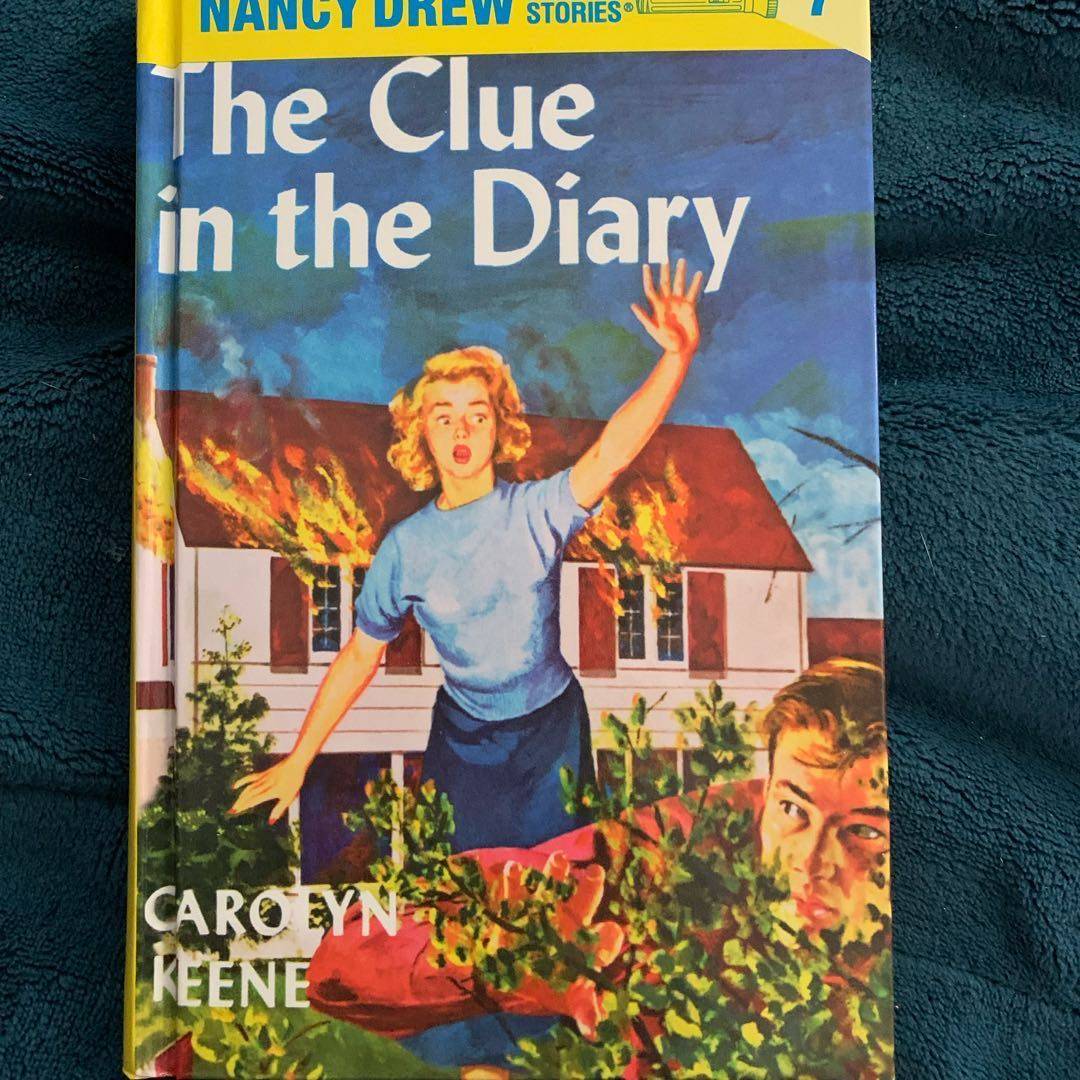 NANCY DREW
STORIES® 7
The Clue
in the Diary
CAROLYN
KEENE